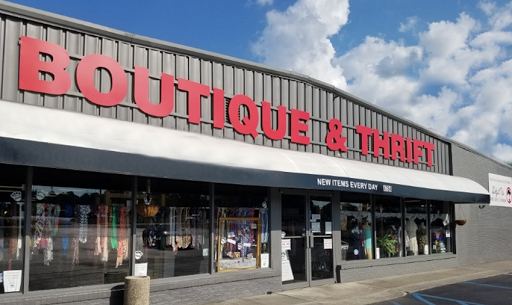 BOUTIQUE & THRIFT
NEW ITEMS EVERY DAY